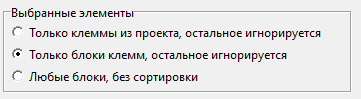 Выбранные элементы
Только клеммы из проекта, остальное игнорируется
Только блоки клемм, остальное игнорируется
Любые блоки, без сортировки